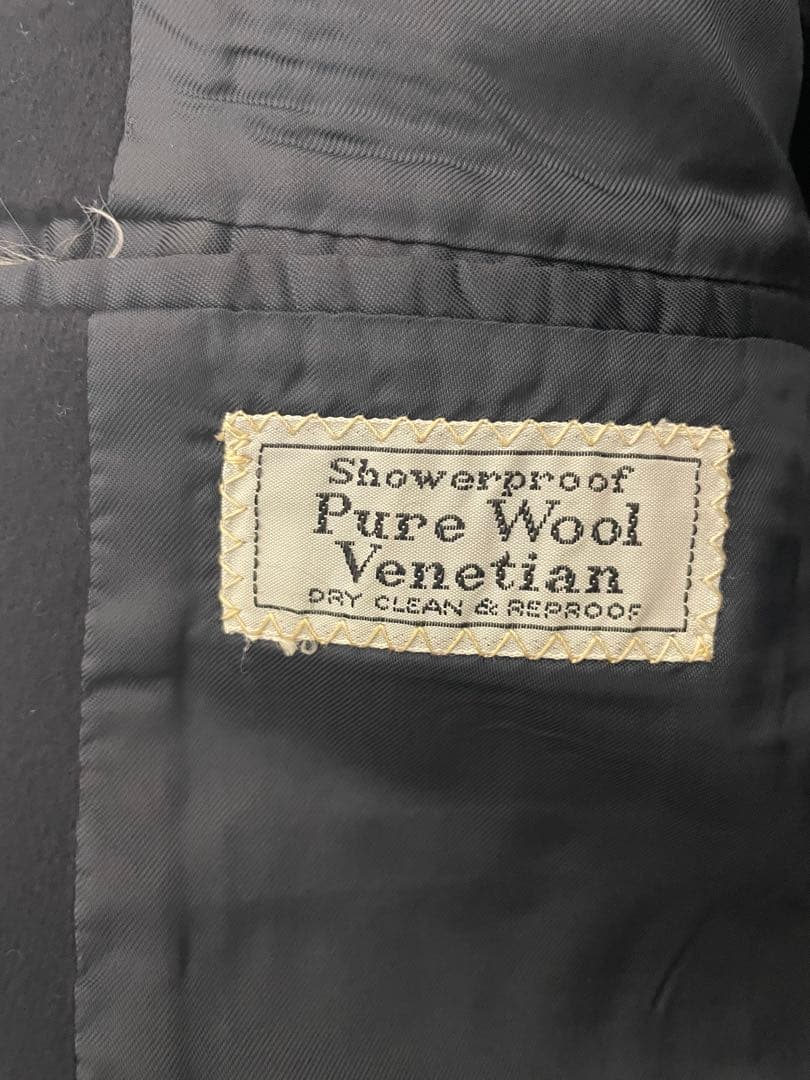 Showerproof
Pure Wool
Venetian
DRY CLEAN & REPROOF